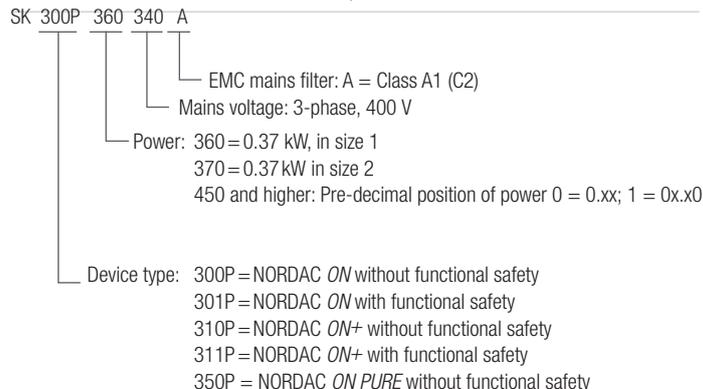 SK 300P 360 340 A
EMC mains filter: A = Class A1 (C2)
Mains voltage: 3-phase, 400 V
Power: 360 = 0.37 kW, in size 1
370 = 0.37 kW in size 2
450 and higher: Pre-decimal position of power 0 = 0.xx; 1 = 0x.x0
Device type: 300P = NORDAC ON without functional safety
301P = NORDAC ON with functional safety
310P = NORDAC ON+ without functional safety
311P = NORDAC ON+ with functional safety
350P = NORDAC ON PURE without functional safety